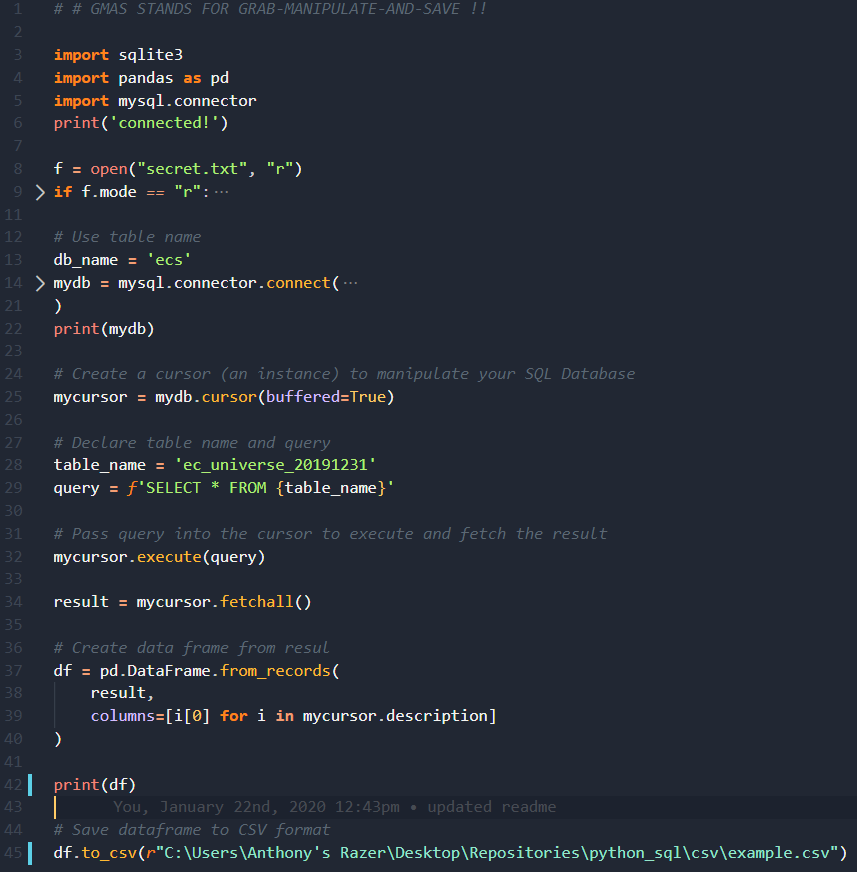 1 # # GMAS STANDS FOR GRAB-MANIPULATE-AND-SAVE !!
2
3 import sqlite3
4 import pandas as pd
5 import mysql.connector
6 print('connected!')
7
8 f = open("secret.txt", "r")
9 if f.mode == "r":···
11
12 # Use table name
13 db_name = 'ecs'
14 mydb = mysql.connector.connect(···
21 )
22 print(mydb)
23
24 # Create a cursor (an instance) to manipulate your SQL Database
25 mycursor = mydb.cursor(buffered=True)
26
27 # Declare table name and query
28 table_name = 'ec_universe_20191231'
29 query = f'SELECT * FROM {table_name}'
30
31 # Pass query into the cursor to execute and fetch the result
32 mycursor.execute(query)
33
34 result = mycursor.fetchall()
35
36 # Create data frame from resul
37 df = pd.DataFrame.from_records(
38 result,
39 columns=[i[0] for i in mycursor.description]
40 )
41
42 print(df)
43 You, January 22nd, 2020 12:43pm • updated readme
44 # Save dataframe to CSV format
45 df.to_csv(r"C:\Users\Anthony's Razer\Desktop\Repositories\python_sql\csv\example.csv")